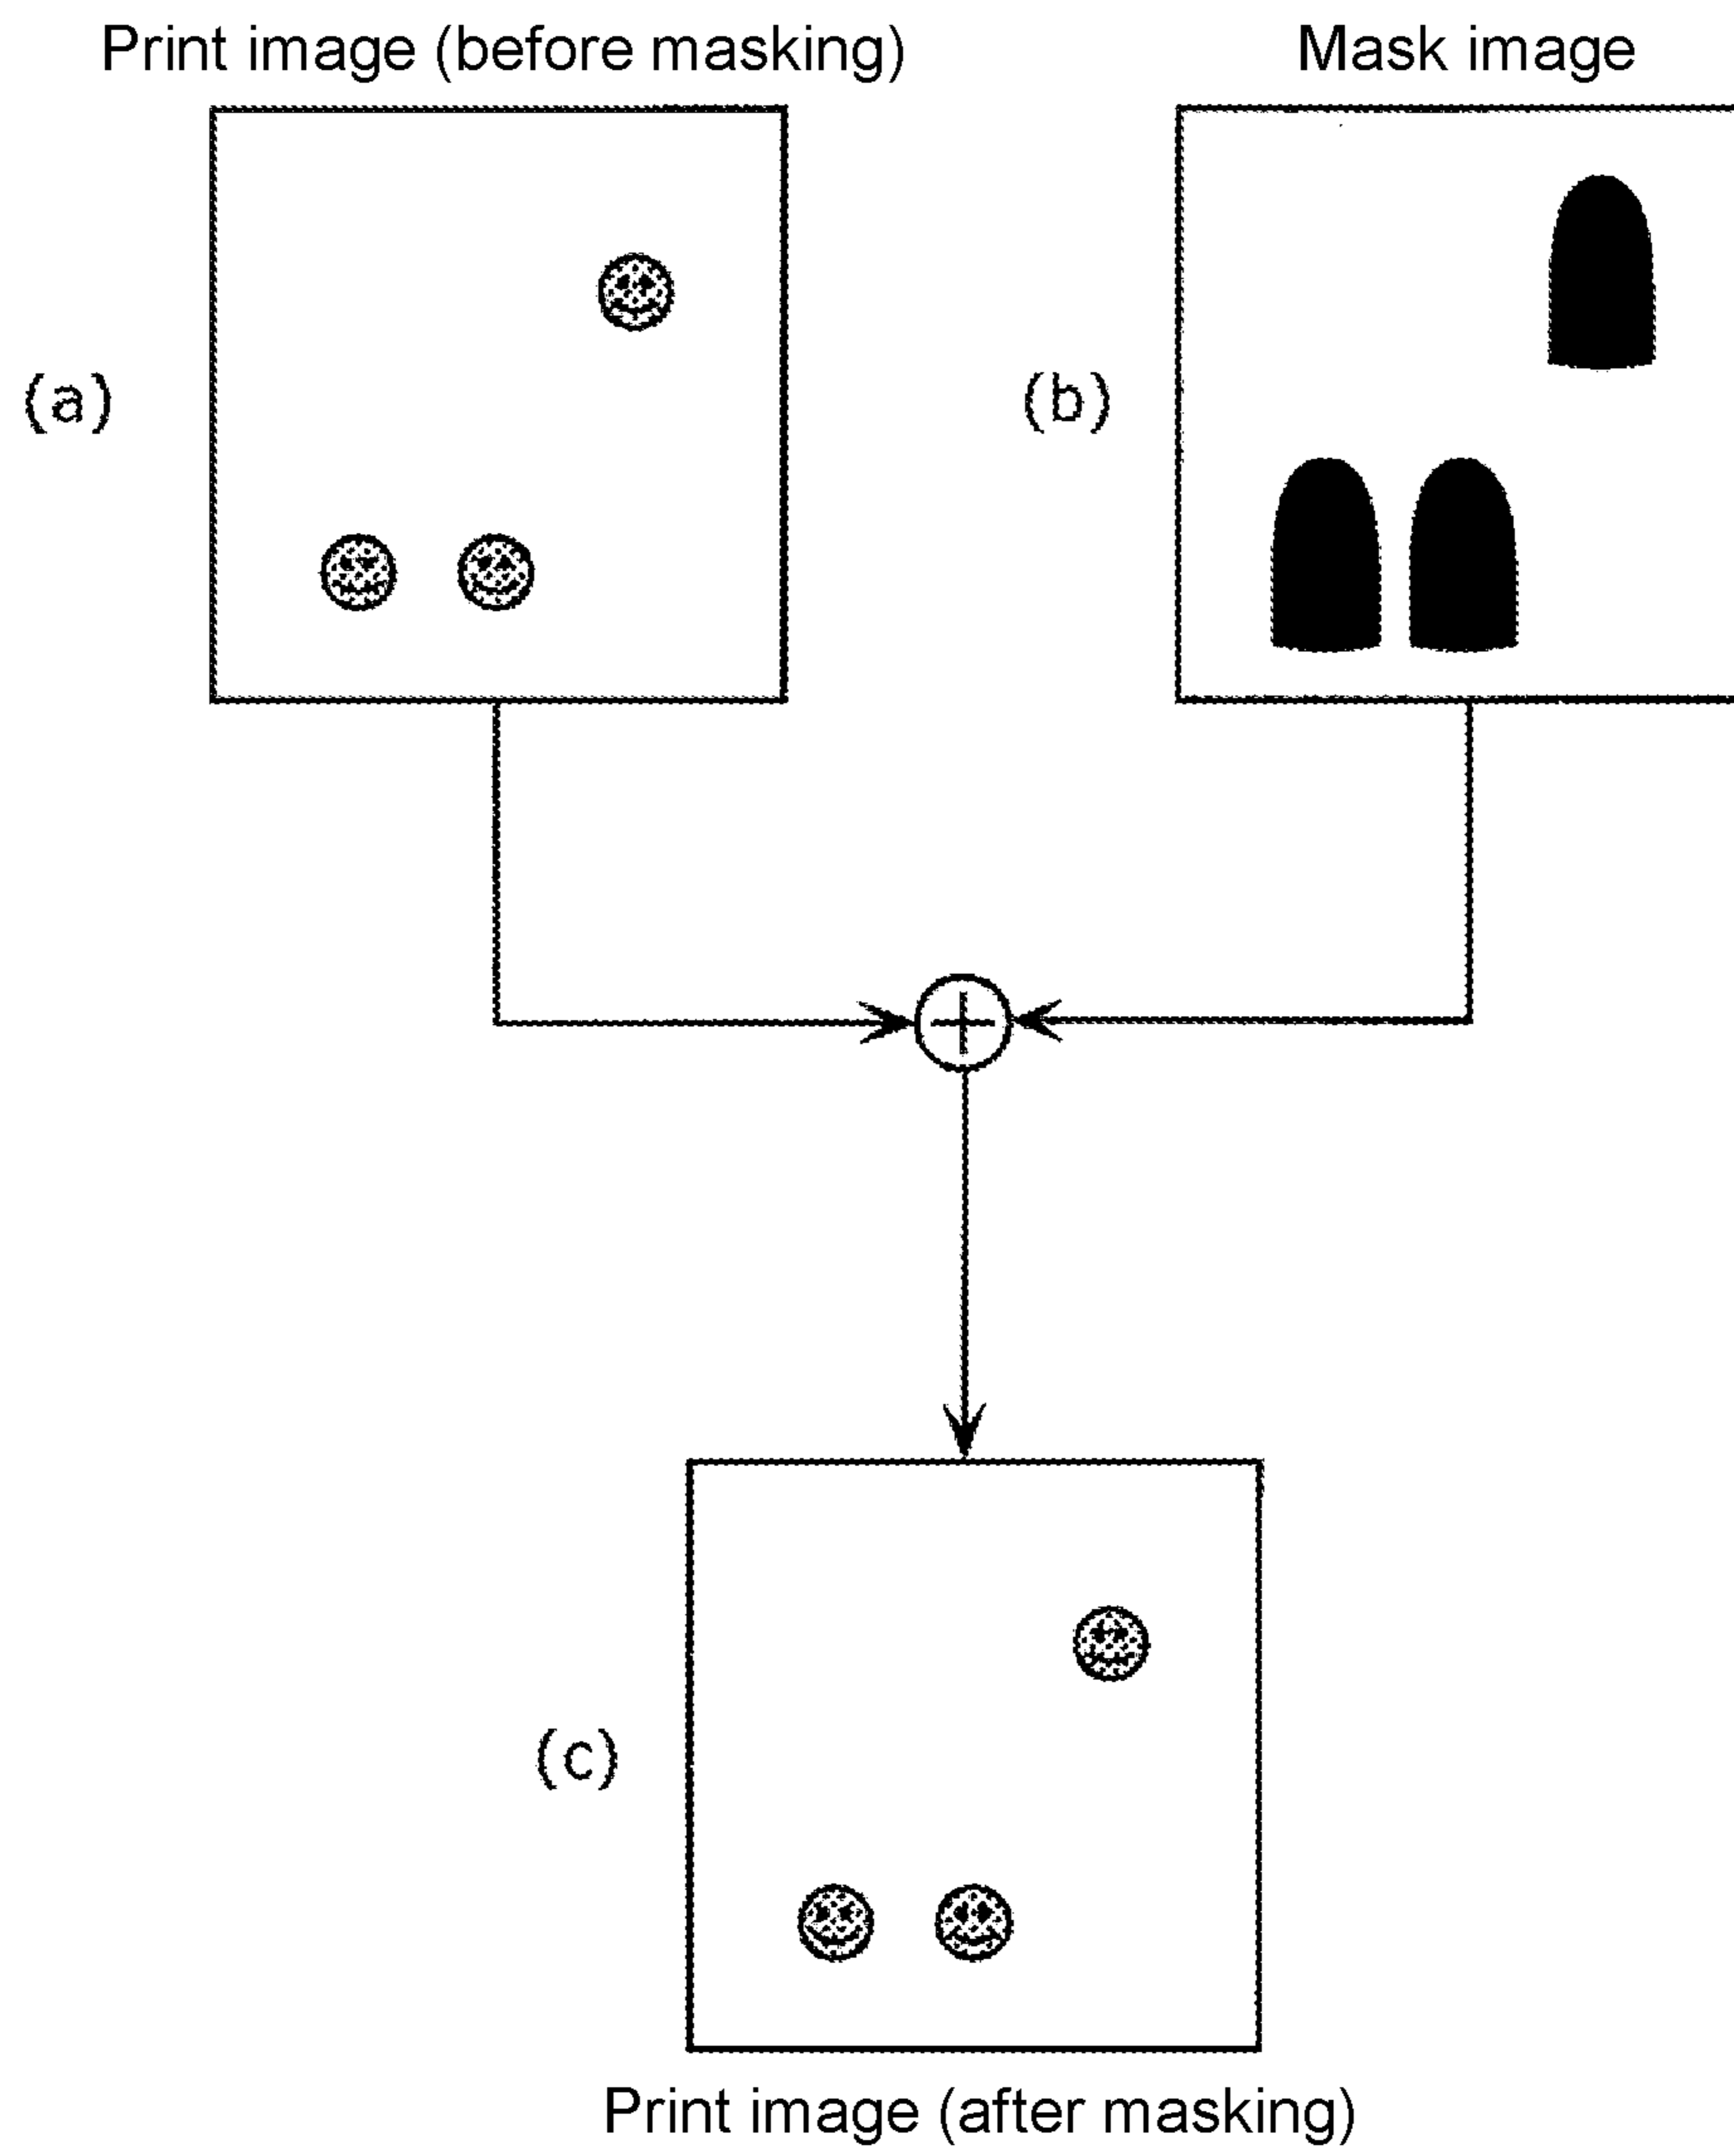 Print image (before masking)
Mask image
(a)
(b)
(c)
Print image (after masking)